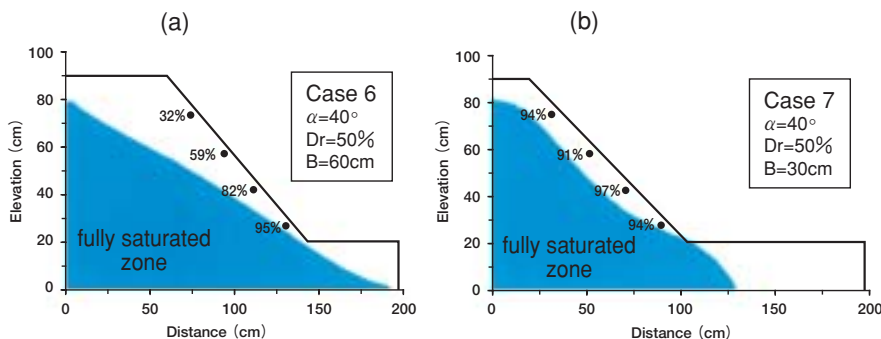 (a)
100
80
60
40
20
0
Elevation (cm)
0
50
100
150
200
Distance (cm)
32%
59%
82%
95%
fully saturated
zone
Case 6
α=40°
Dr=50%
B=60cm
(b)
100
80
60
40
20
0
Elevation (cm)
0
50
100
150
200
Distance (cm)
94%
91%
97%
94%
fully saturated
zone
Case 7
α=40°
Dr=50%
B=30cm